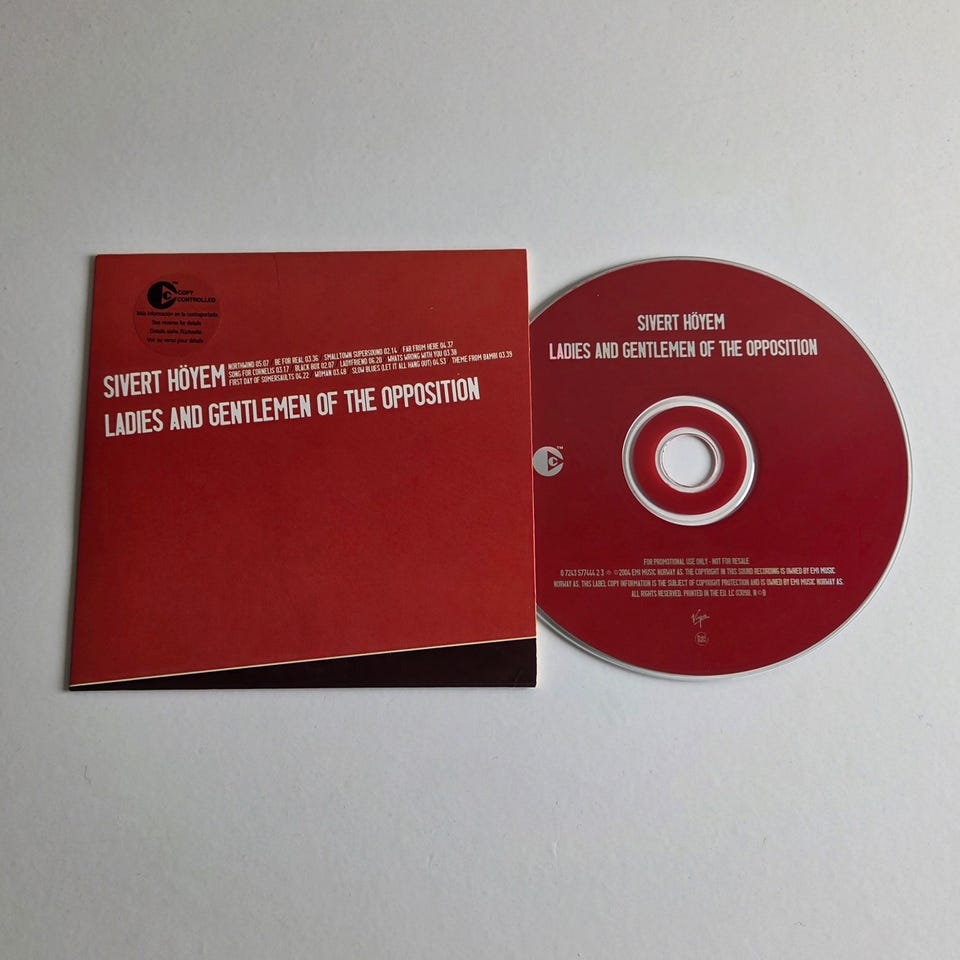 ™
COPY
CONTROLLED
Más información en la contraportada
See reverse for details
Details siehe Rückseite
Voir au verso pour détails
NORTHWIND 05.07 BE FOR REAL 03.36 SMALLTOWN SUPERSOUND 02.14 FAR FROM HERE 04.37
SONG FOR CORNELIS 03.17 BLACK BOX 02.07 LADYFRIEND 06.20 WHATS WRONG WITH YOU 03.38
FIRST DAY OF SOMERSAULTS 04.22 WOMAN 03.48 SLOW BLUES (LET IT ALL HANG OUT) 04.53 THEME FROM BAMBI 03.39
SIVERT HÖYEM
LADIES AND GENTLEMEN OF THE OPPOSITION
SIVERT HÖYEM
LADIES AND GENTLEMEN OF THE OPPOSITION
™
FOR PROMOTIONAL USE ONLY - NOT FOR RESALE
0 7243 577444 2 3 ℗ ©2004 EMI MUSIC NORWAY AS. THE COPYRIGHT IN THIS SOUND RECORDING IS OWNED BY EMI MUSIC
NORWAY AS. THIS LABEL COPY INFORMATION IS THE SUBJECT OF COPYRIGHT PROTECTION AND IS OWNED BY EMI MUSIC NORWAY AS.
ALL RIGHTS RESERVED. PRINTED IN THE EU. LC 03098.
Virgin